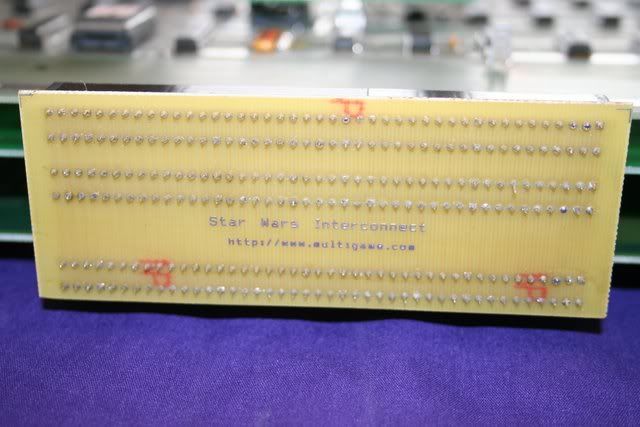 Star Wars Interconnect
http://www.multigame.com